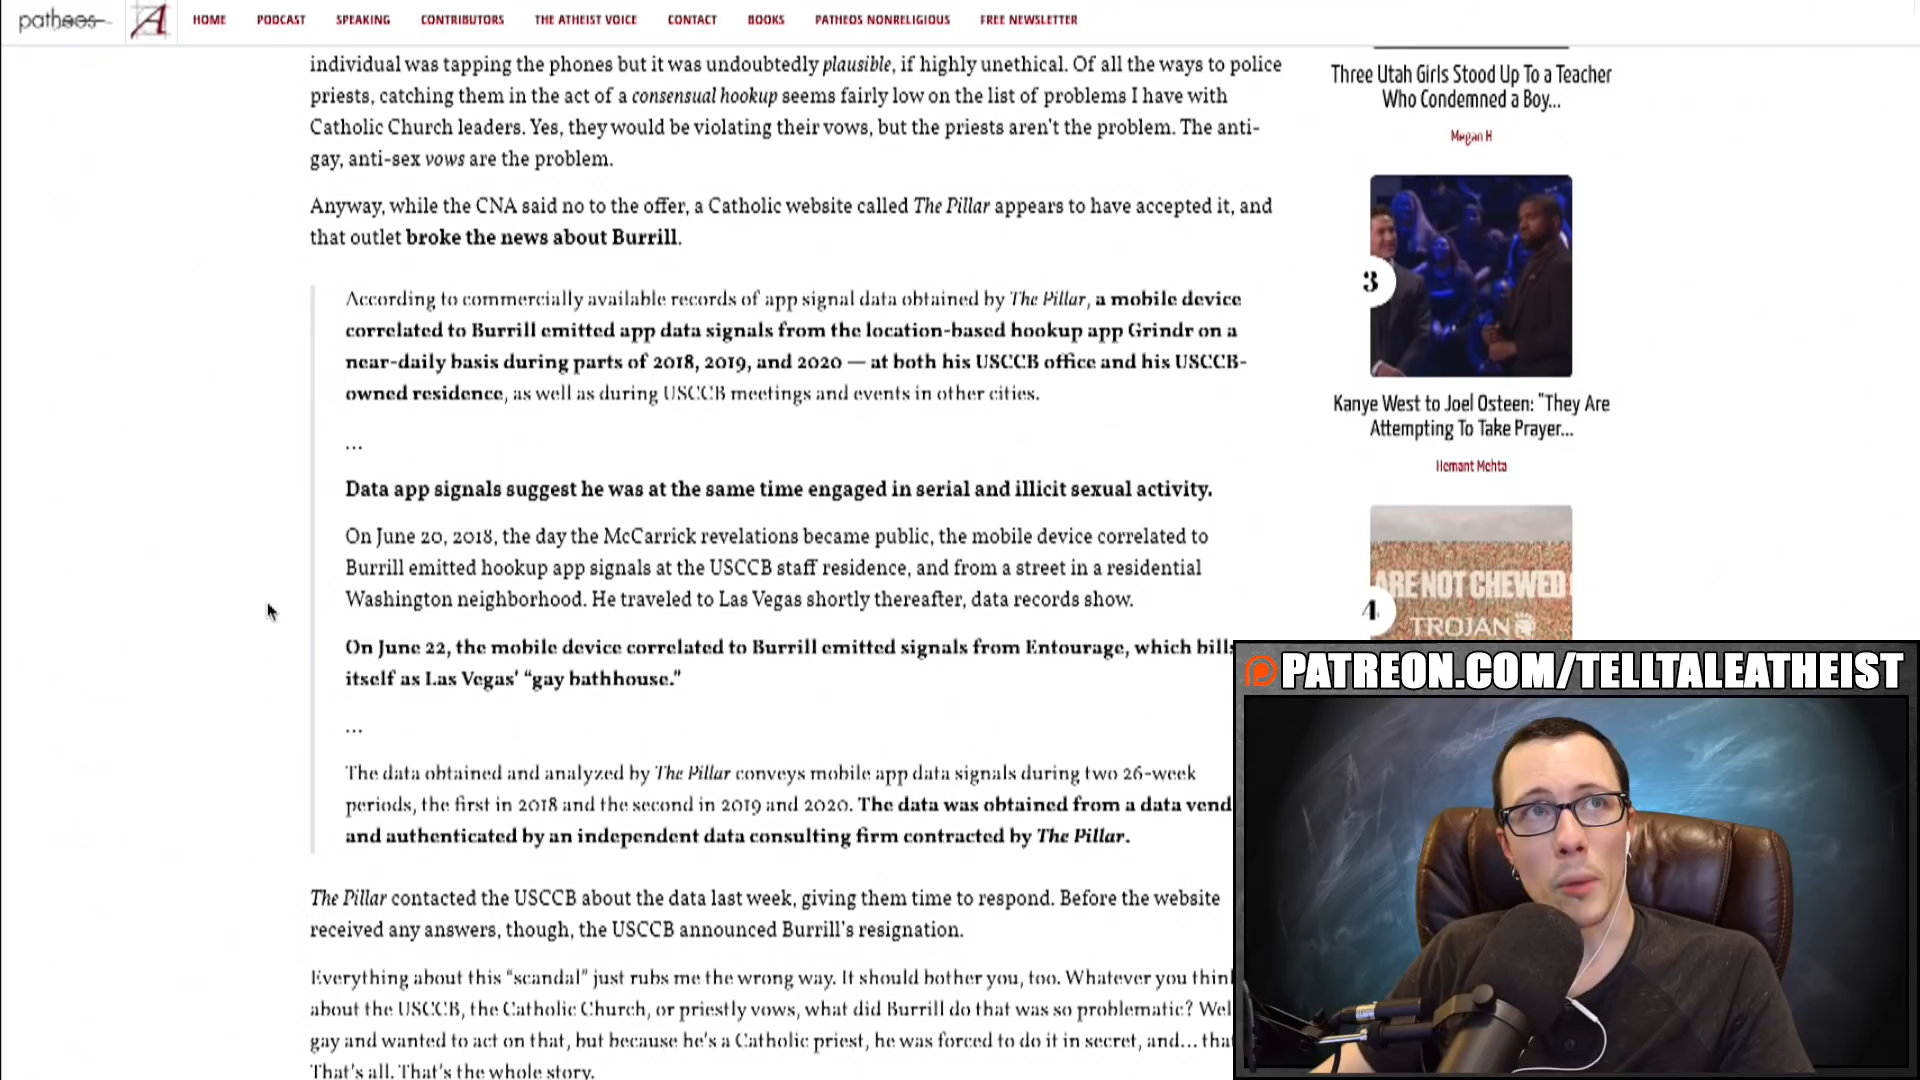 patheos
A
HOME
PODCAST
SPEAKING
CONTRIBUTORS
THE ATHEIST VOICE
CONTACT
BOOKS
PATHEOS NONRELIGIOUS
FREE NEWSLETTER
individual was tapping the phones but it was undoubtedly plausible, if highly unethical. Of all the ways to police
priests, catching them in the act of a consensual hookup seems fairly low on the list of problems I have with
Catholic Church leaders. Yes, they would be violating their vows, but the priests aren't the problem. The anti-
gay, anti-sex vows are the problem.
Anyway, while the CNA said no to the offer, a Catholic website called The Pillar appears to have accepted it, and
that outlet broke the news about Burrill.
According to commercially available records of app signal data obtained by The Pillar, a mobile device
correlated to Burrill emitted app data signals from the location-based hookup app Grindr on a
near-daily basis during parts of 2018, 2019, and 2020 — at both his USCCB office and his USCCB-
owned residence, as well as during USCCB meetings and events in other cities.
...
Data app signals suggest he was at the same time engaged in serial and illicit sexual activity.
On June 20, 2018, the day the McCarrick revelations became public, the mobile device correlated to
Burrill emitted hookup app signals at the USCCB staff residence, and from a street in a residential
Washington neighborhood. He traveled to Las Vegas shortly thereafter, data records show.
On June 22, the mobile device correlated to Burrill emitted signals from Entourage, which bills
itself as Las Vegas' “gay bathhouse.”
...
The data obtained and analyzed by The Pillar conveys mobile app data signals during two 26-week
periods, the first in 2018 and the second in 2019 and 2020. The data was obtained from a data vend
and authenticated by an independent data consulting firm contracted by The Pillar.
The Pillar contacted the USCCB about the data last week, giving them time to respond. Before the website
received any answers, though, the USCCB announced Burrill's resignation.
Everything about this “scandal” just rubs me the wrong way. It should bother you, too. Whatever you thin
about the USCCB, the Catholic Church, or priestly vows, what did Burrill do that was so problematic? Wel
gay and wanted to act on that, but because he's a Catholic priest, he was forced to do it in secret, and... tha
That's all. That's the whole story.
Three Utah Girls Stood Up To a Teacher
Who Condemned a Boy...
Megan H
3
Kanye West to Joel Osteen: "They Are
Attempting To Take Prayer...
Hemant Mehta
4
ARE NOT CHEWED
TROJAN
PATREON.COM/TELLTALEATHEIST